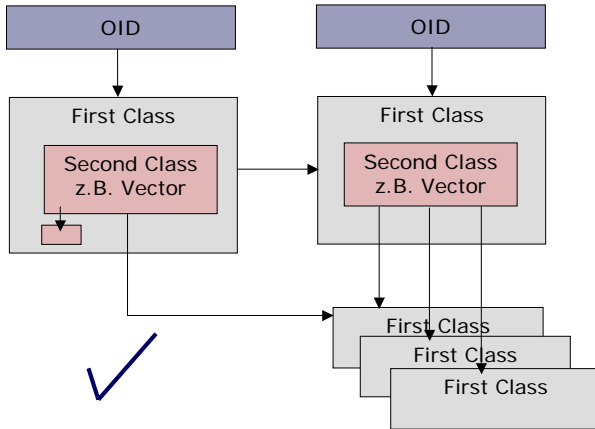 OID
OID
First Class
First Class
Second Class
z.B. Vector
Second Class
z.B. Vector
First Class
First Class
First Class